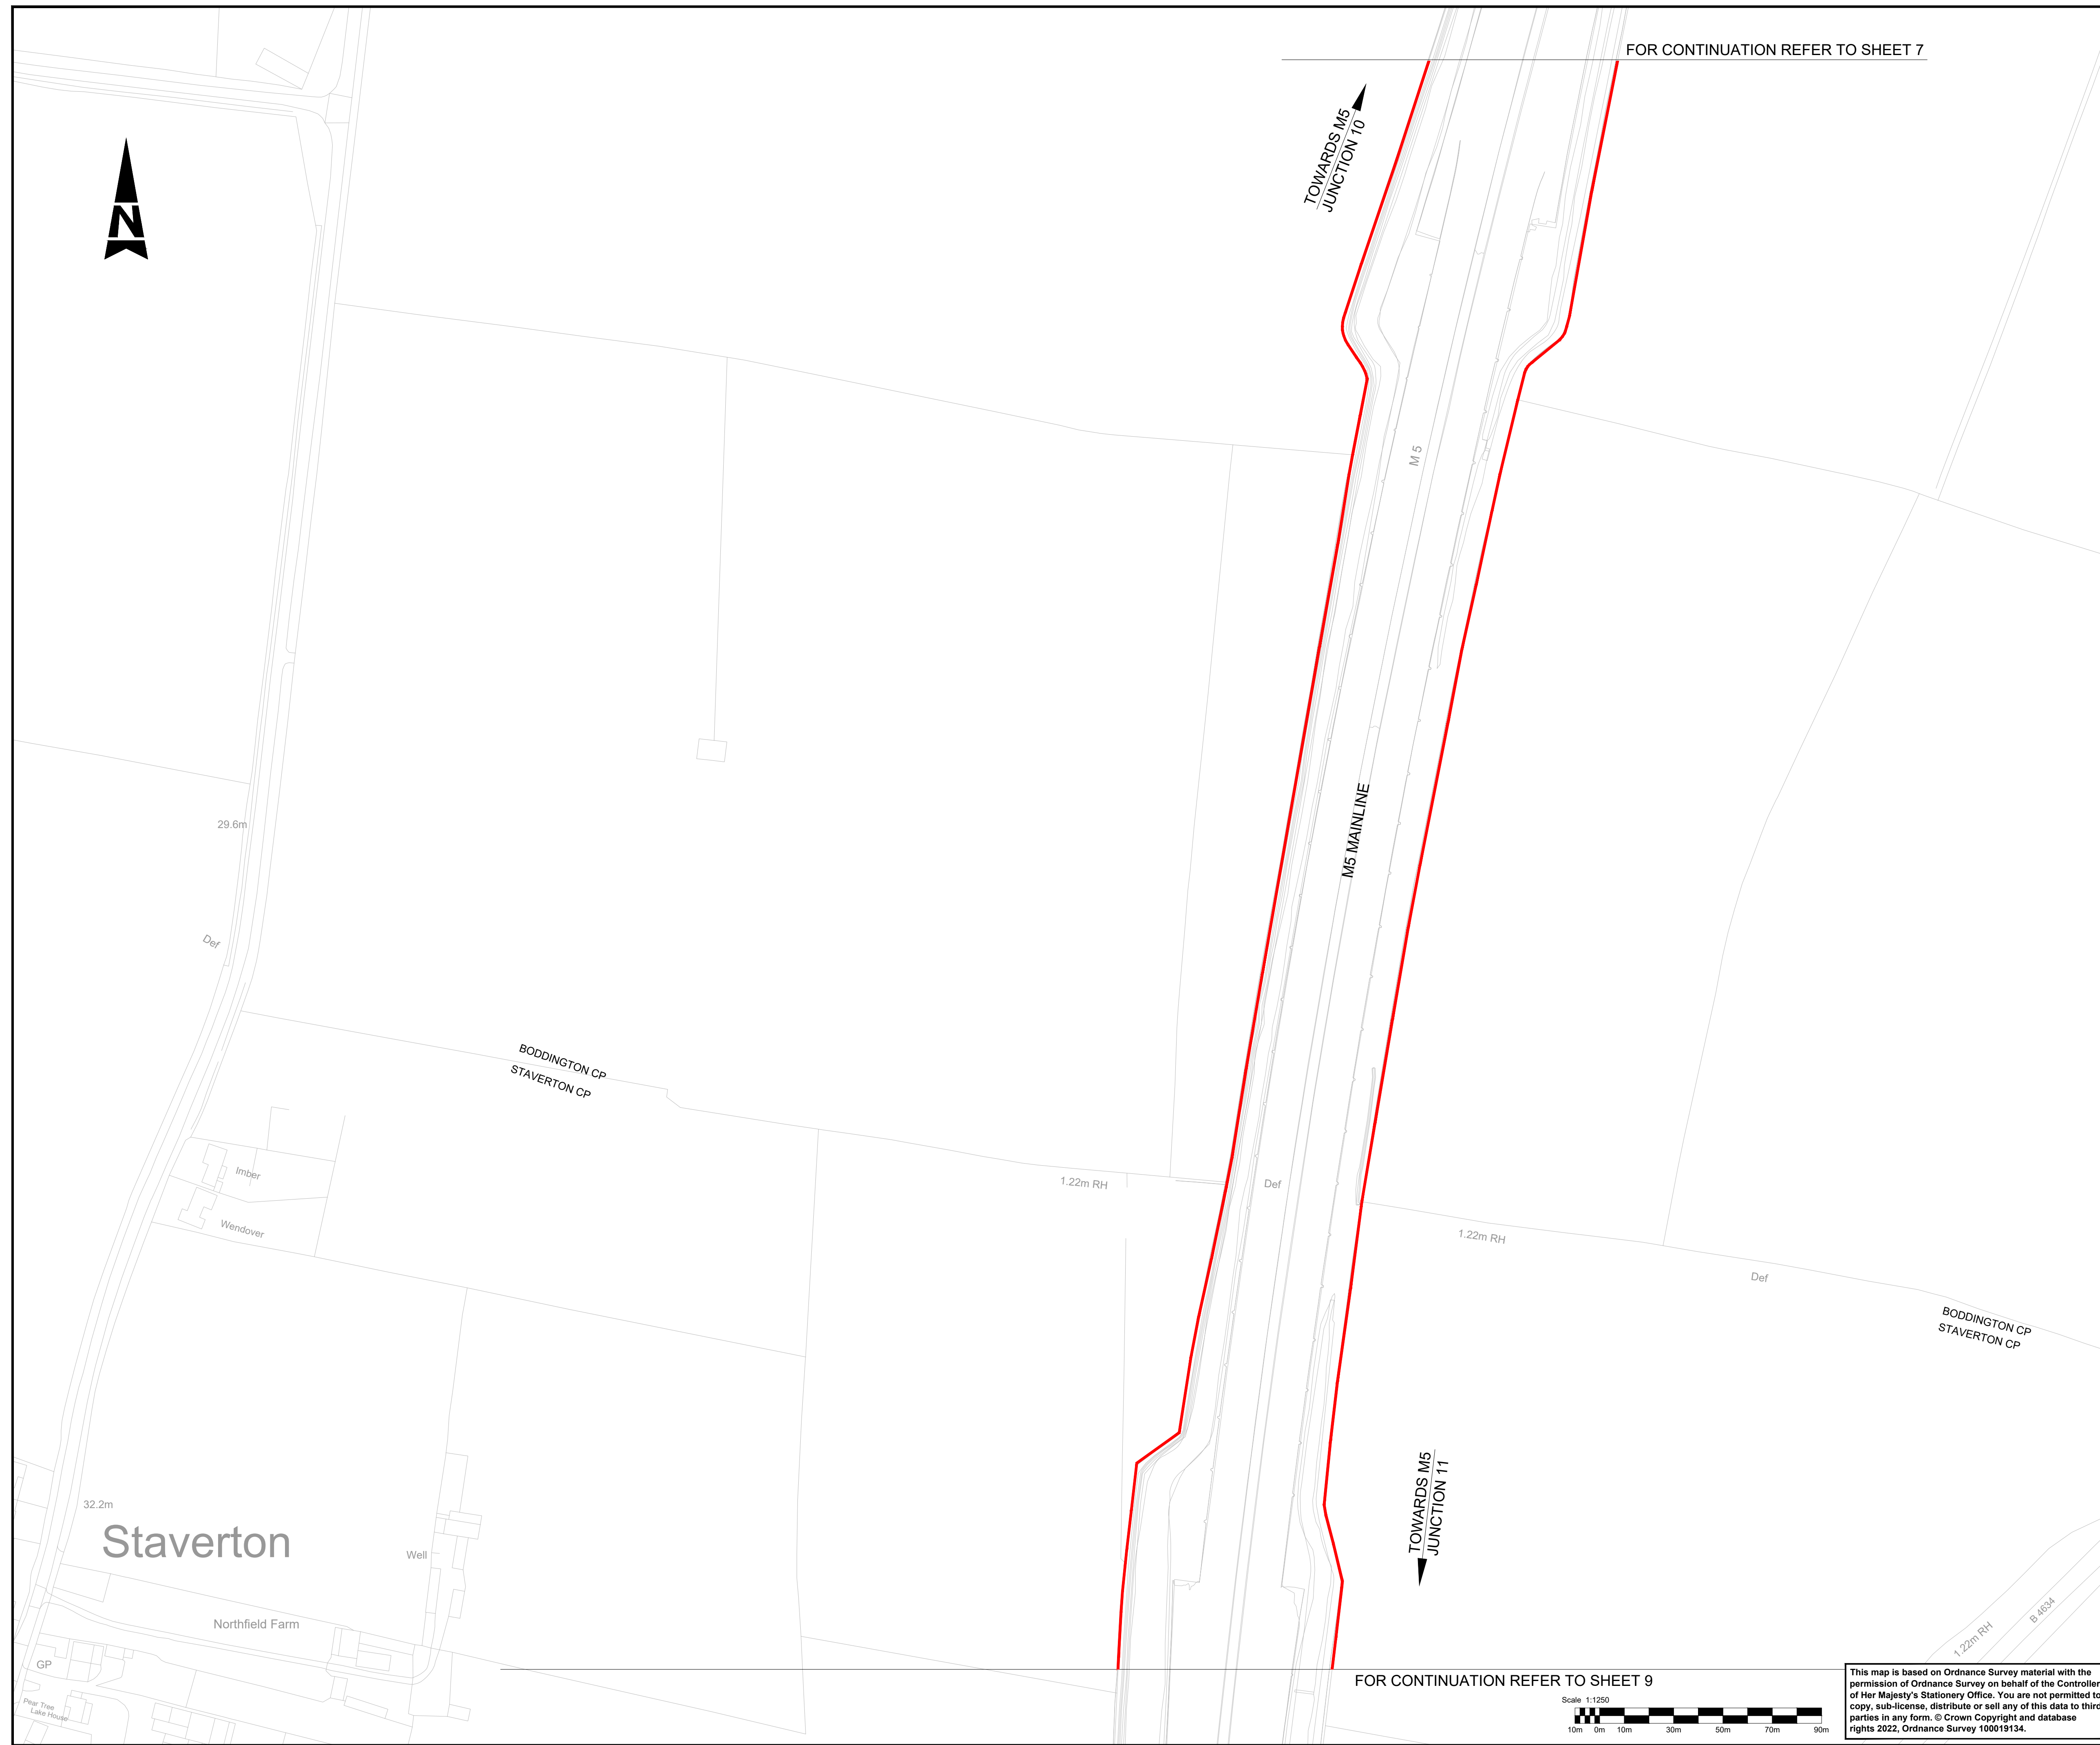 FOR CONTINUATION REFER TO SHEET 7
TOWARDS M5
JUNCTION 10
N
M 5
M5 MAINLINE
29.6m
Def
BODDINGTON CP
STAVERTON CP
Imber
Wendover
1.22m RH
Def
1.22m RH
Def
BODDINGTON CP
STAVERTON CP
TOWARDS M5
JUNCTION 11
32.2m
Staverton
Well
Northfield Farm
GP
Pear Tree
Lake House
1.22m RH
B 4634
FOR CONTINUATION REFER TO SHEET 9
Scale 1:1250
10m 0m 10m 30m 50m 70m 90m
This map is based on Ordnance Survey material with the
permission of Ordnance Survey on behalf of the Controller
of Her Majesty's Stationery Office. You are not permitted to
copy, sub-license, distribute or sell any of this data to third
parties in any form. © Crown Copyright and database
rights 2022, Ordnance Survey 100019134.